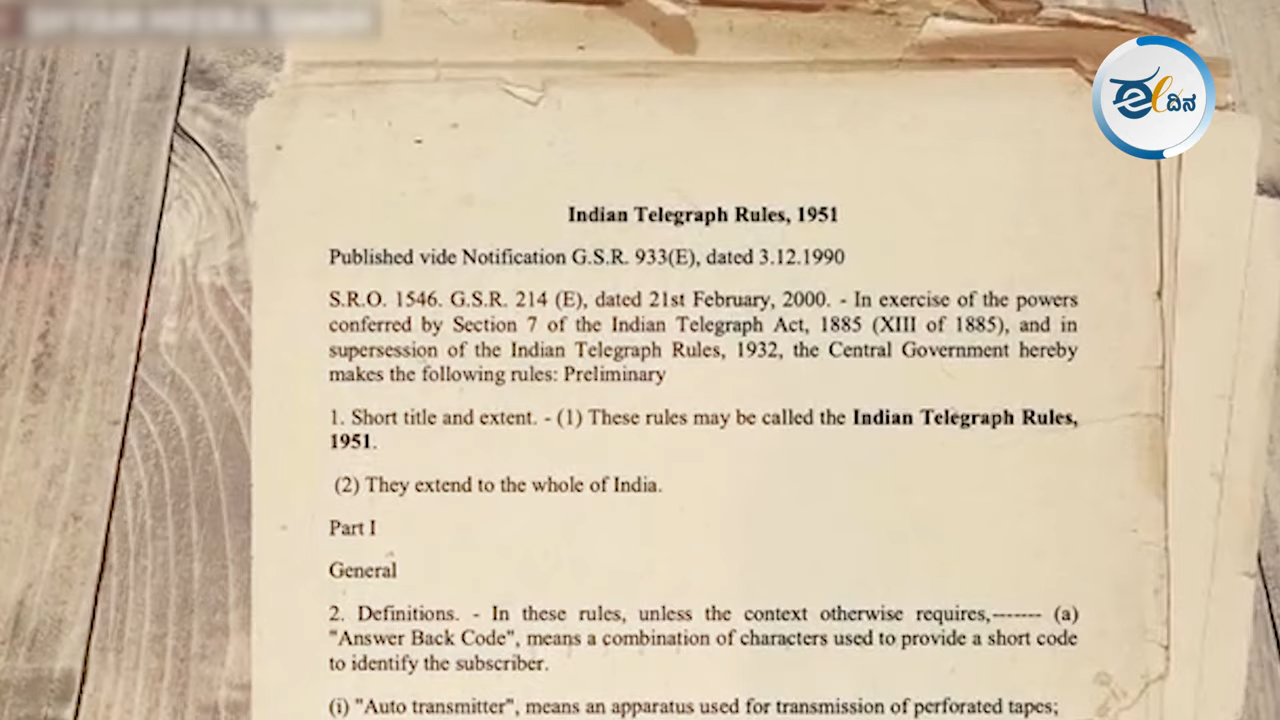 ಈ ದಿನ
Indian Telegraph Rules, 1951
Published vide Notification G.S.R. 933(E), dated 3.12.1990
S.R.O. 1546. G.S.R. 214 (E), dated 21st February, 2000. - In exercise of the powers
conferred by Section 7 of the Indian Telegraph Act, 1885 (XIII of 1885), and in
supersession of the Indian Telegraph Rules, 1932, the Central Government hereby
makes the following rules: Preliminary
1. Short title and extent. - (1) These rules may be called the Indian Telegraph Rules,
1951.
(2) They extend to the whole of India.
Part I
General
2. Definitions. - In these rules, unless the context otherwise requires,------- (a)
"Answer Back Code", means a combination of characters used to provide a short code
to identify the subscriber.
(i) "Auto transmitter", means an apparatus used for transmission of perforated tapes;